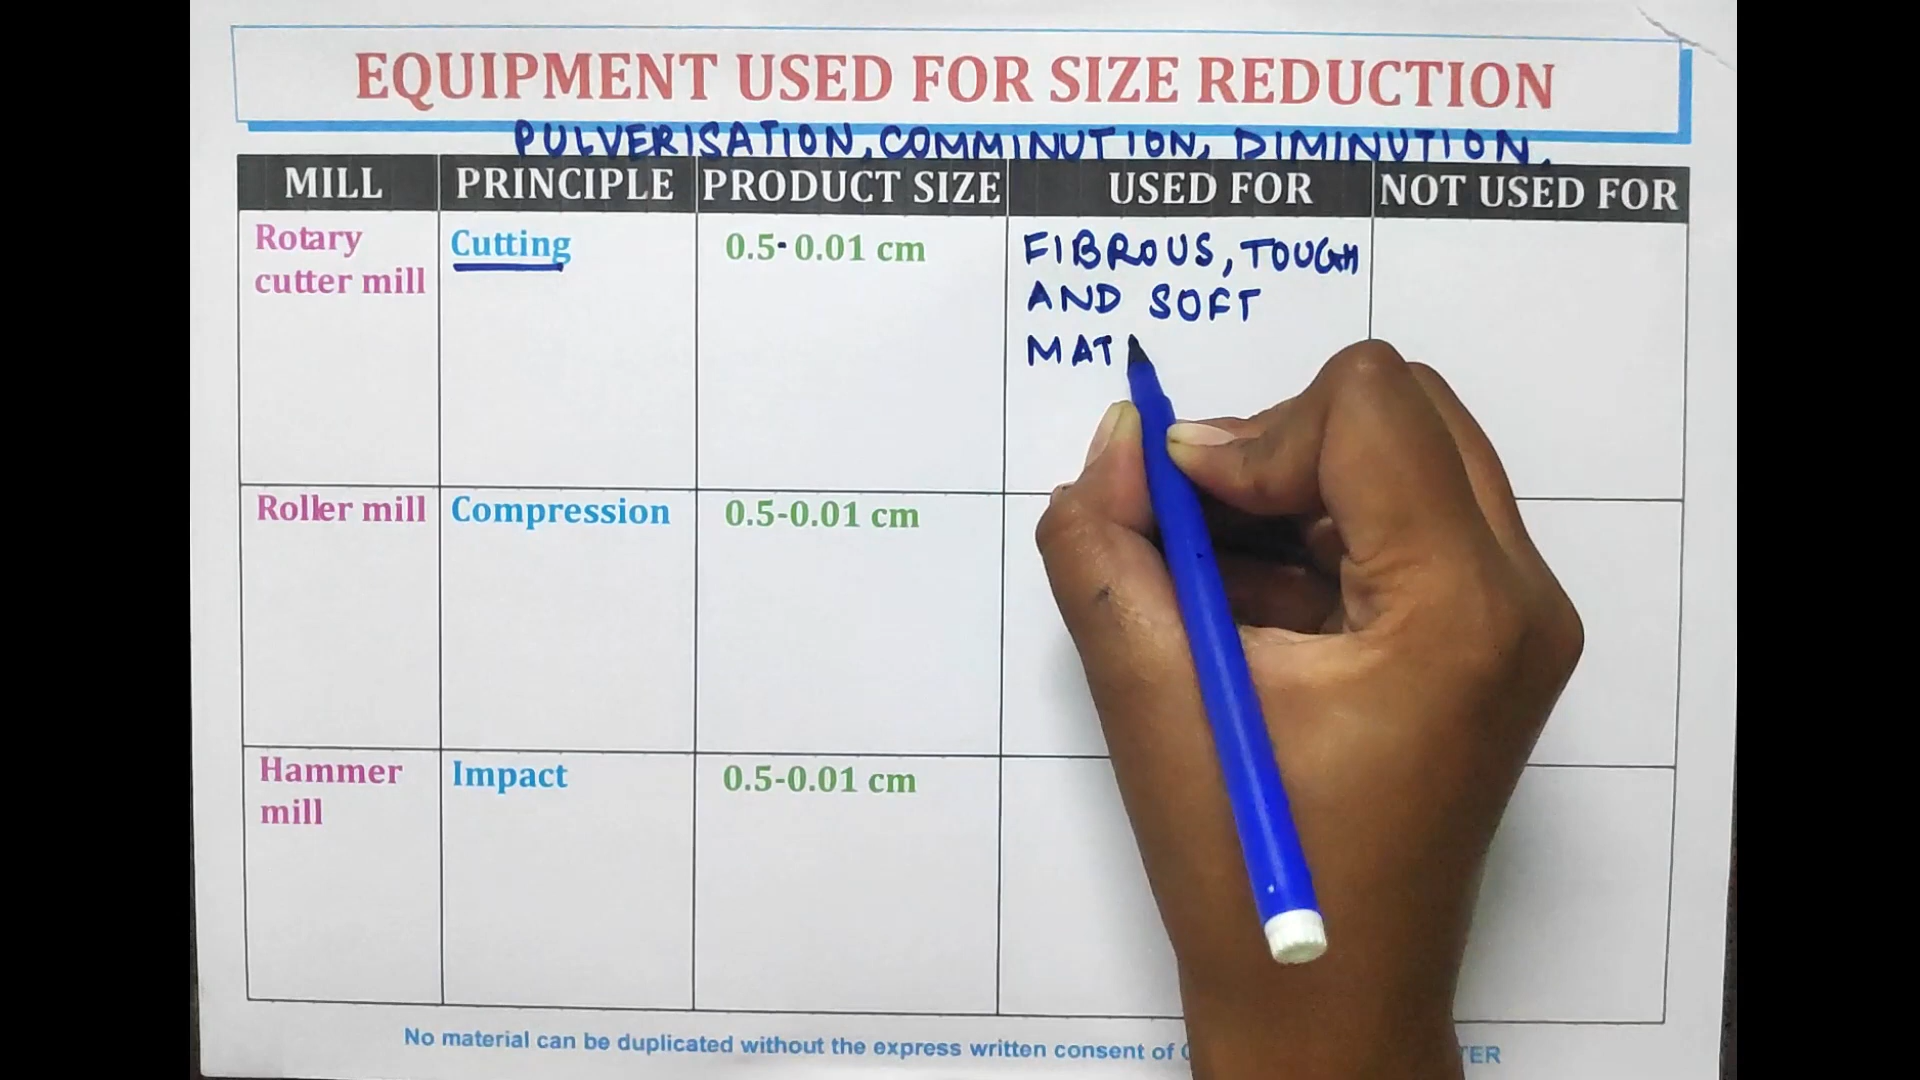 EQUIPMENT USED FOR SIZE REDUCTION
PULVERISATION, COMMINUTION, DIMINUTION.
MILL PRINCIPLE PRODUCT SIZE USED FOR NOT USED FOR
Rotary cutter mill
Cutting
0.5-0.01 cm
FIBROUS, TOUGH
AND SOFT
MAT
Roller mill
Compression
0.5-0.01 cm
Hammer
mill
Impact
0.5-0.01 cm
No material can be duplicated without the express written consent of